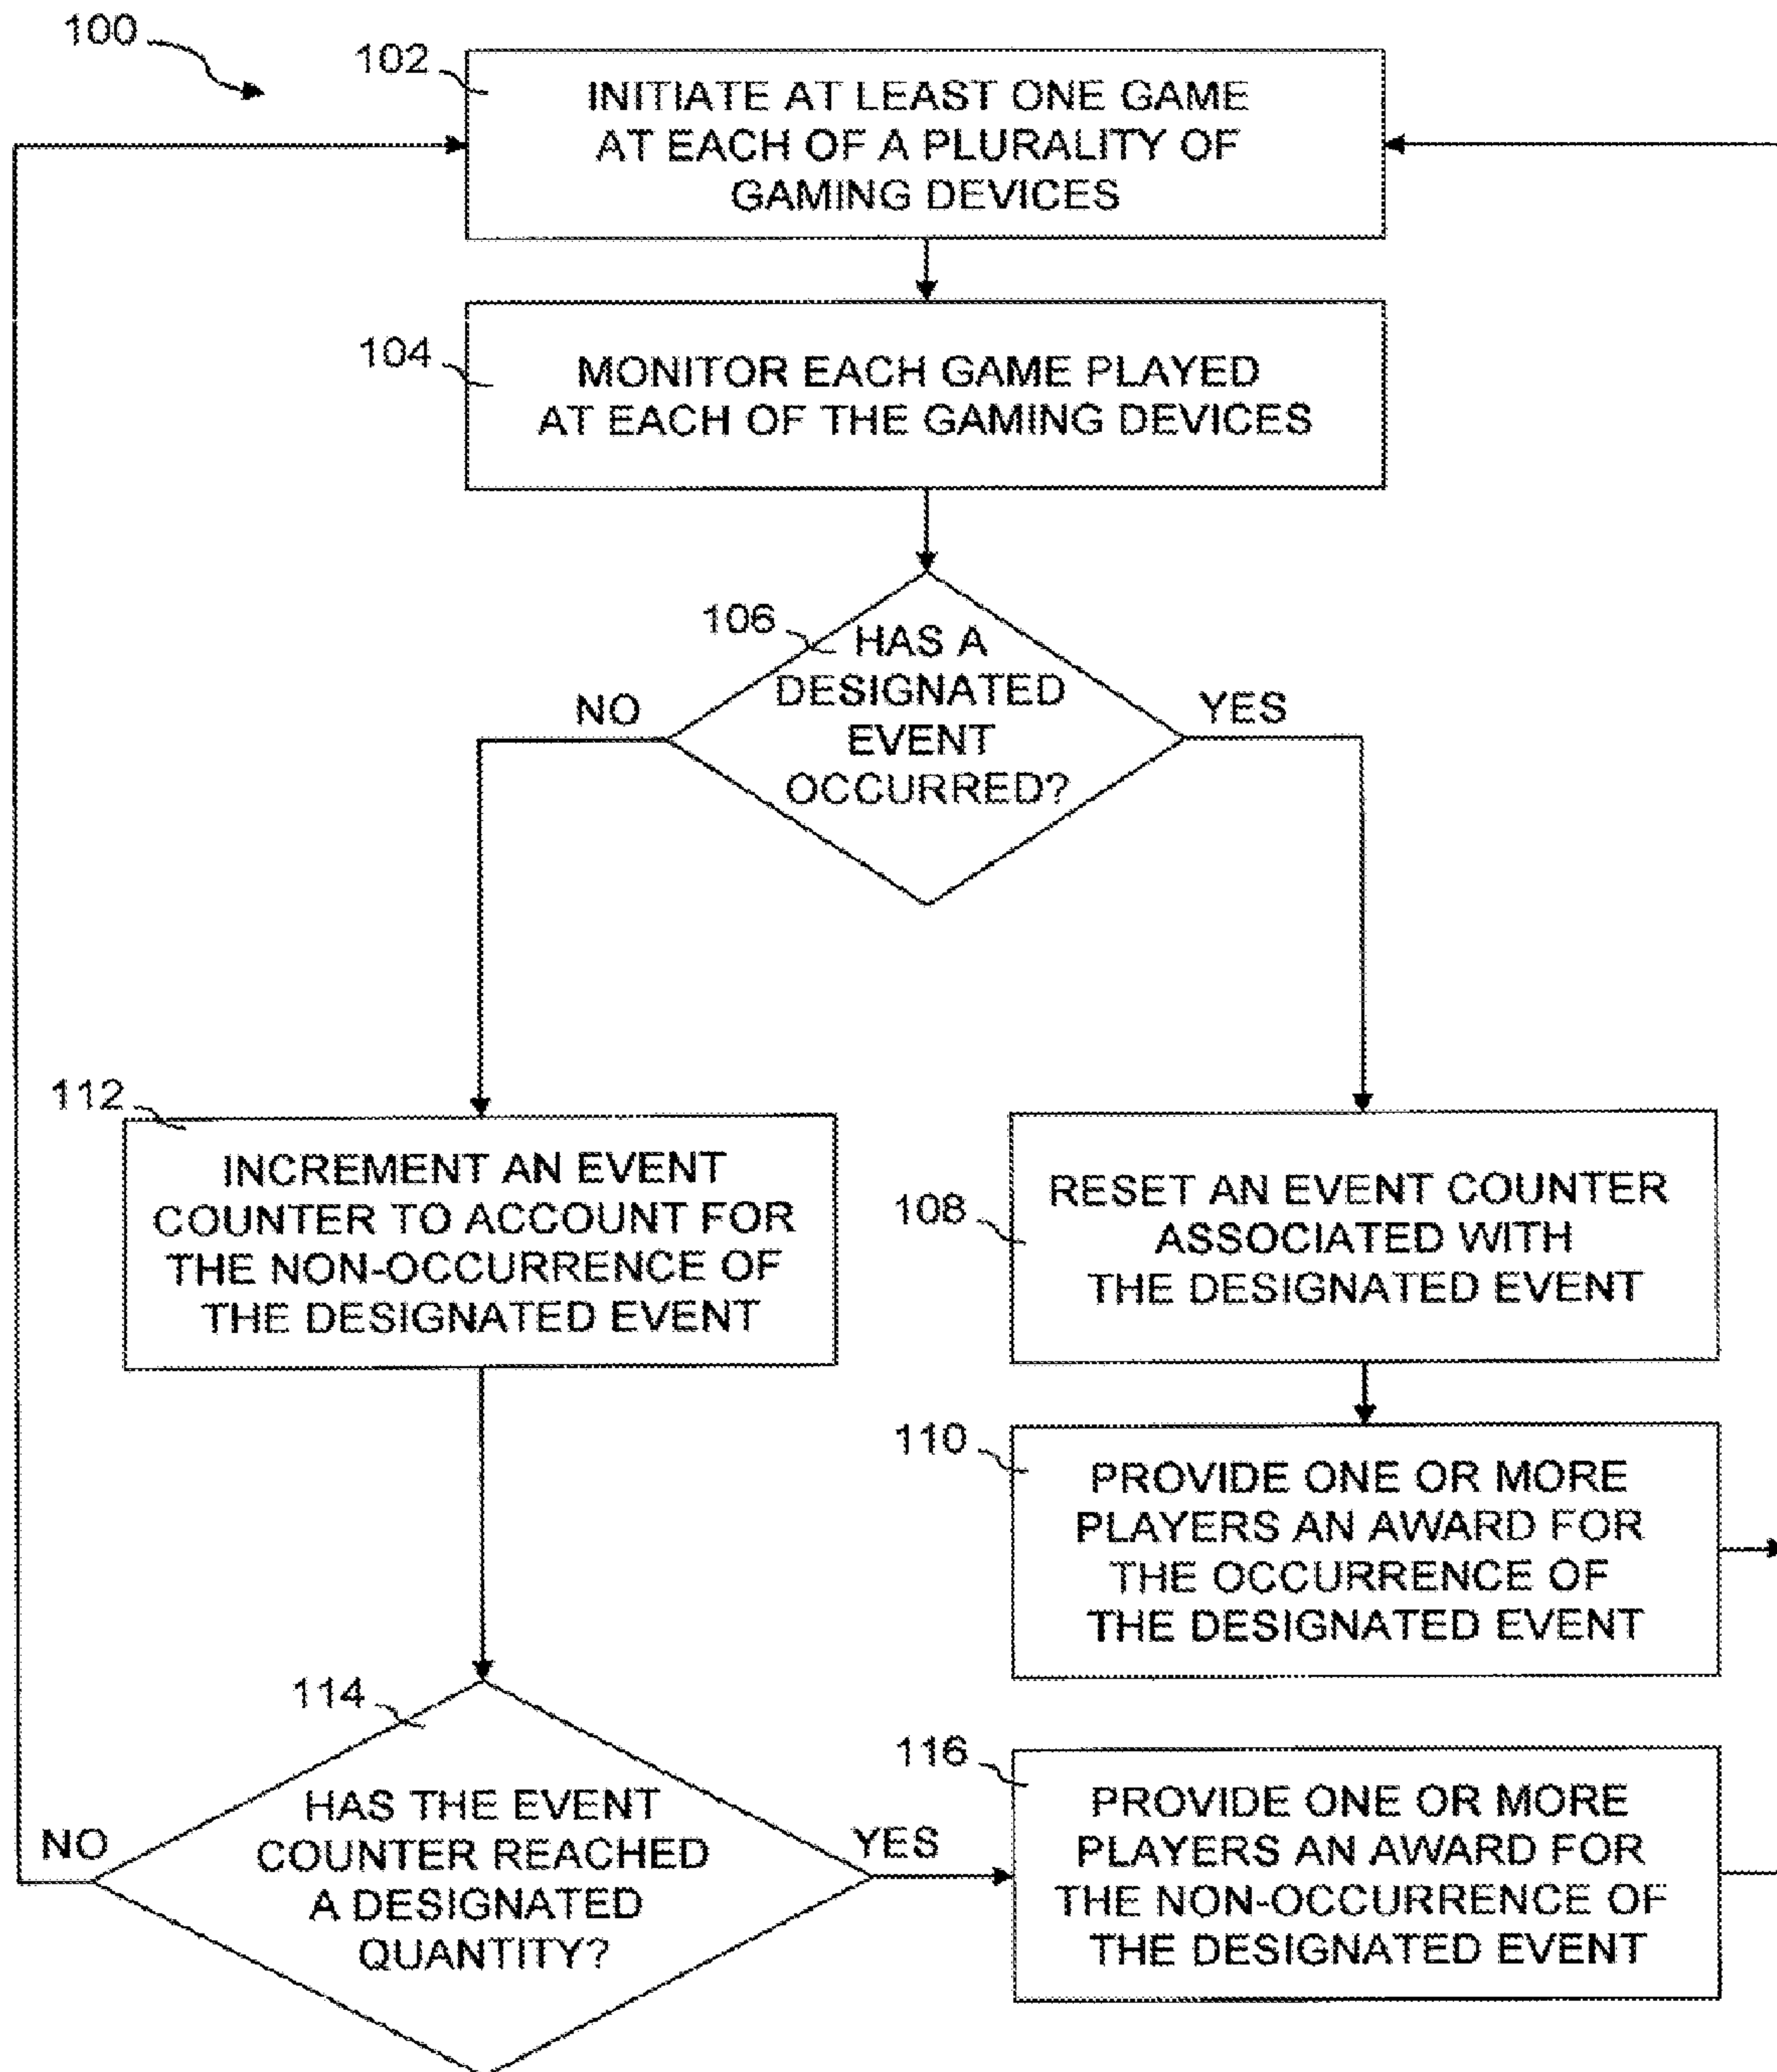 100
102
INITIATE AT LEAST ONE GAME
AT EACH OF A PLURALITY OF
GAMING DEVICES
104
MONITOR EACH GAME PLAYED
AT EACH OF THE GAMING DEVICES
106
HAS A
DESIGNATED
EVENT
OCCURRED?
NO
YES
112
INCREMENT AN EVENT
COUNTER TO ACCOUNT FOR
THE NON-OCCURRENCE OF
THE DESIGNATED EVENT
108
RESET AN EVENT COUNTER
ASSOCIATED WITH
THE DESIGNATED EVENT
110
PROVIDE ONE OR MORE
PLAYERS AN AWARD FOR
THE OCCURRENCE OF
THE DESIGNATED EVENT
114
HAS THE EVENT
COUNTER REACHED
A DESIGNATED
QUANTITY?
NO
YES
116
PROVIDE ONE OR MORE
PLAYERS AN AWARD FOR
THE NON-OCCURRENCE OF
THE DESIGNATED EVENT